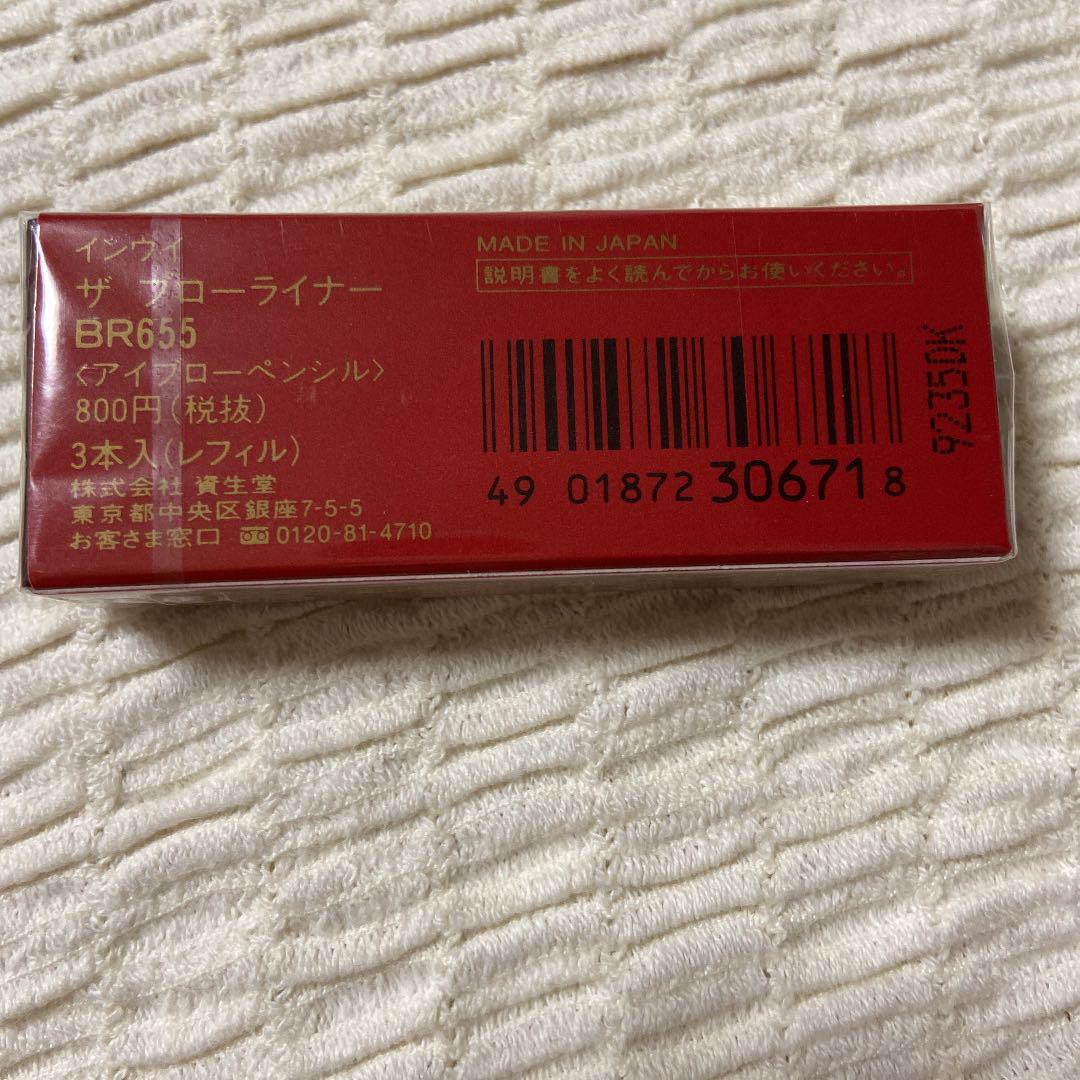 インウイ
ザ ブローライナー
BR655
〈アイブローペンシル〉
800円(税抜)
3本入(レフィル)
株式会社 資生堂
東京都中央区銀座7-5-5
お客さま窓口 0120-81-4710
MADE IN JAPAN
説明書をよく読んでからお使いください。
49 01872 30671 8
9235DK